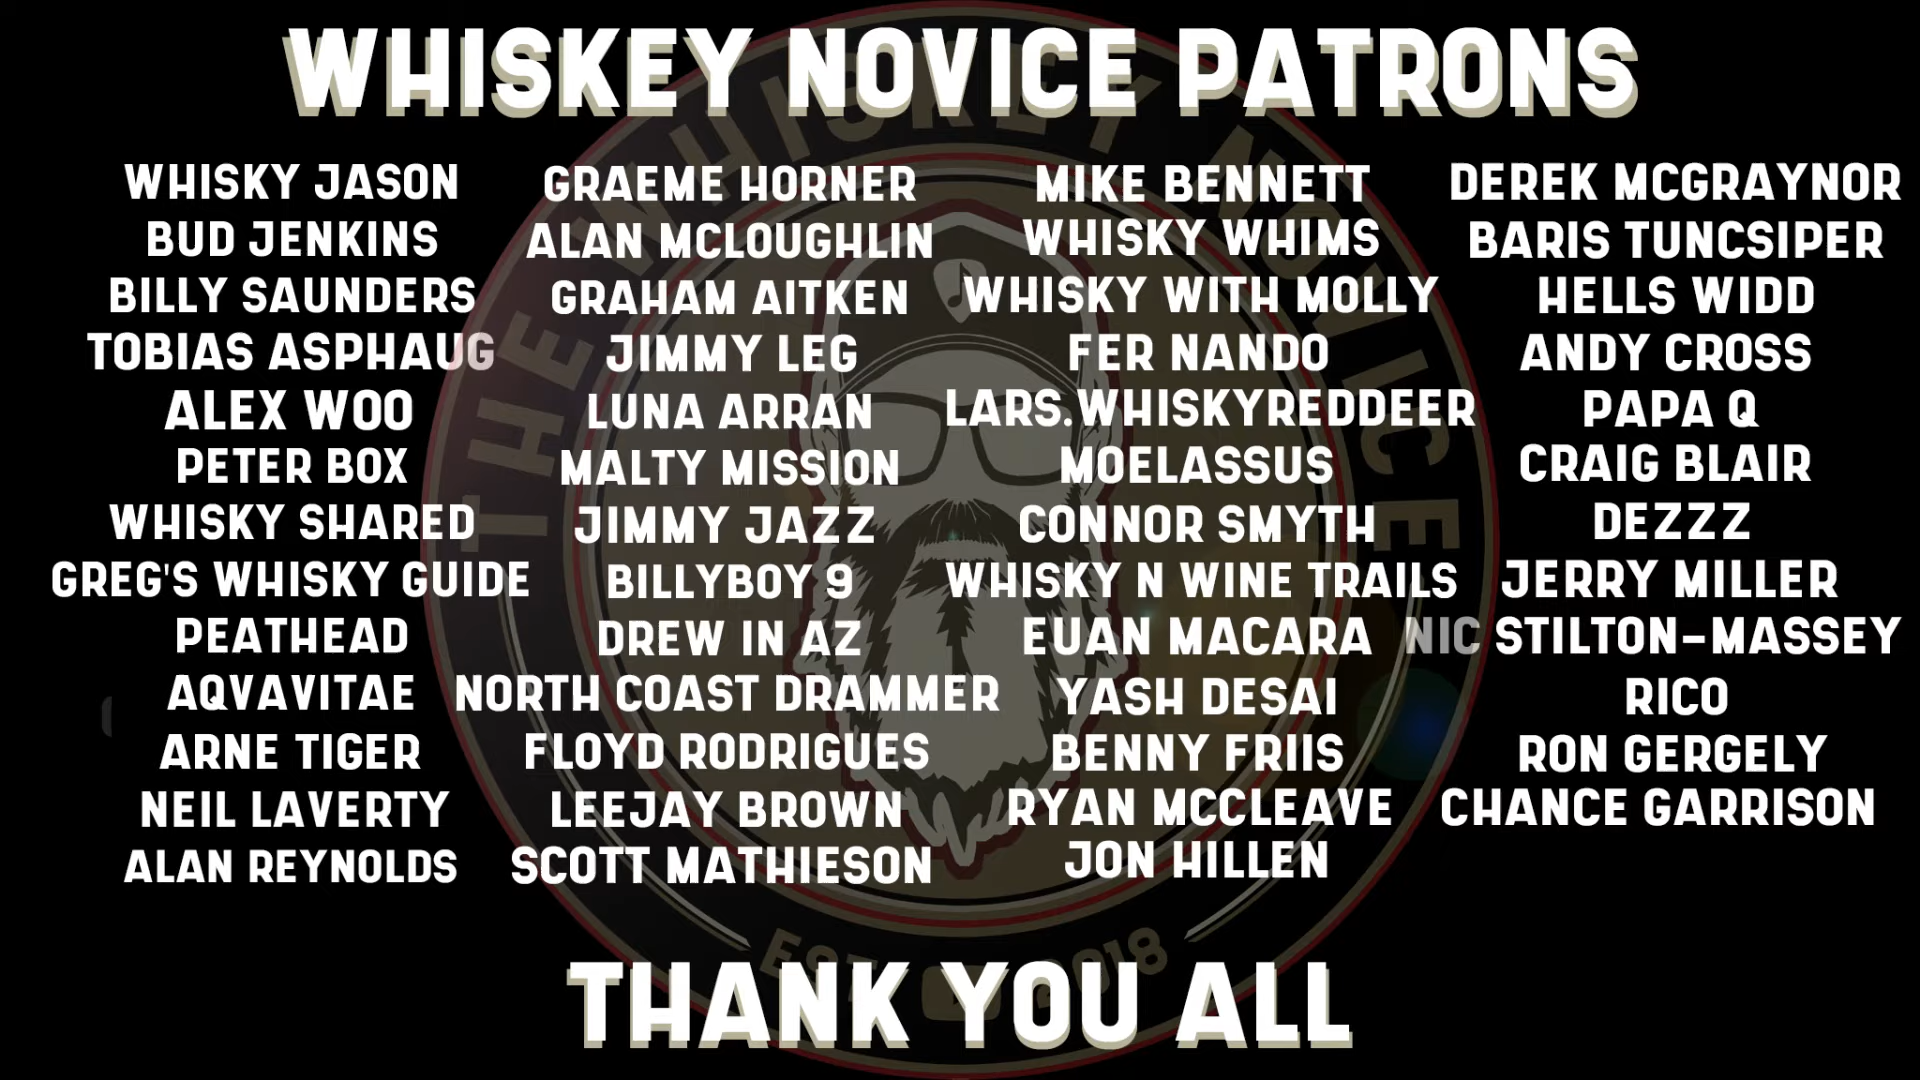 WHISKEY NOVICE PATRONS
WHISKY JASON
BUD JENKINS
BILLY SAUNDERS
TOBIAS ASPHAUG
ALEX WOO
PETER BOX
WHISKY SHARED
GREG'S WHISKY GUIDE
PEATHEAD
AQVAVITAE
ARNE TIGER
NEIL LAVERTY
ALAN REYNOLDS
GRAEME HORNER
ALAN MCLOUGHLIN
GRAHAM AITKEN
JIMMY LEG
LUNA ARRAN
MALTY MISSION
JIMMY JAZZ
BILLYBOY 9
DREW IN AZ
NORTH COAST DRAMMER
FLOYD RODRIGUES
LEEJAY BROWN
SCOTT MATHIESON
MIKE BENNETT
WHISKY WHIMS
WHISKY WITH MOLLY
FER NANDO
LARS.WHISKYREDDEER
MOELASSUS
CONNOR SMYTH
WHISKY N WINE TRAILS
EUAN MACARA
YASH DESAI
BENNY FRIIS
RYAN MCCLEAVE
JON HILLEN
DEREK MCGRAYNOR
BARIS TUNCSIPER
HELLS WIDD
ANDY CROSS
PAPA Q
CRAIG BLAIR
DEZZZ
JERRY MILLER
NIC STILTON-MASSEY
RICO
RON GERGELY
CHANCE GARRISON
THE WHISKEY NOVICE
EST. 2018
THANK YOU ALL